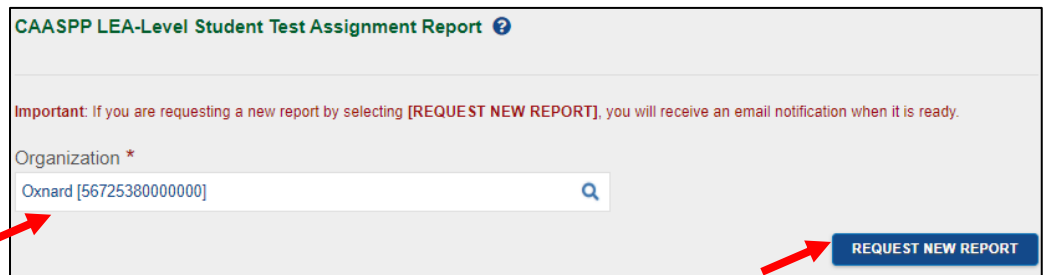 CAASPP LEA-Level Student Test Assignment Report ?
Important: If you are requesting a new report by selecting [REQUEST NEW REPORT], you will receive an email notification when it is ready.
Organization *
Oxnard [56725380000000]
REQUEST NEW REPORT